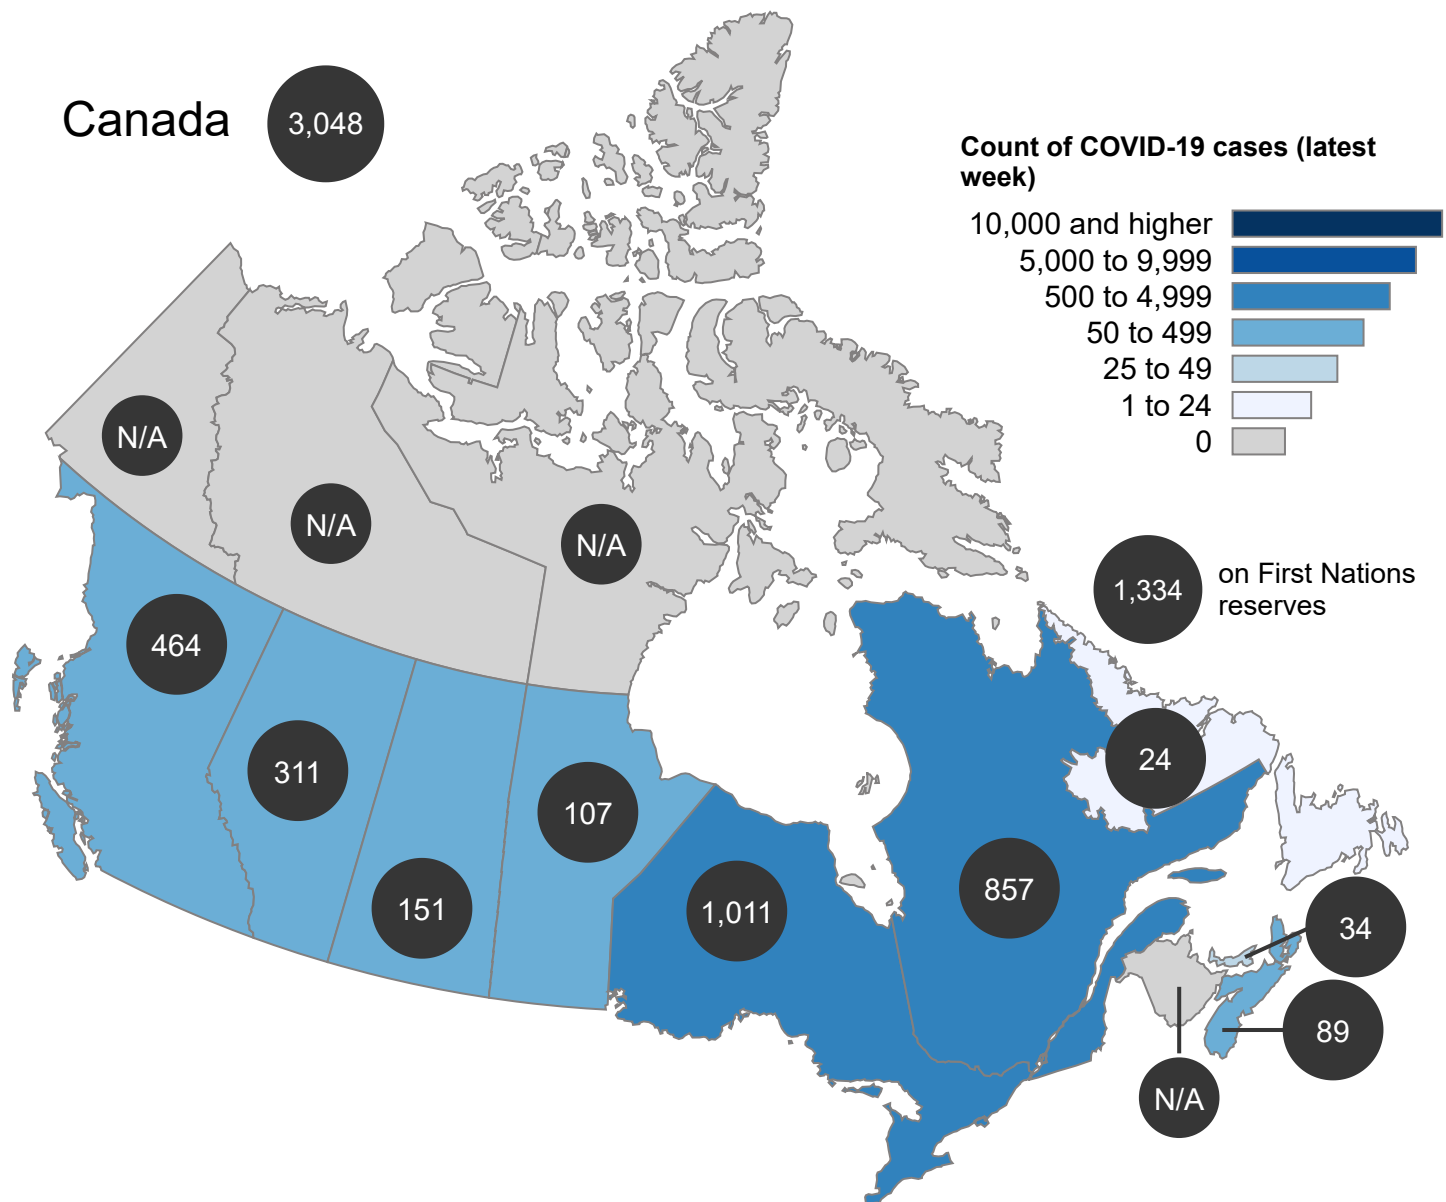 Canada
3,048
Count of COVID-19 cases (latest
week)
10,000 and higher
5,000 to 9,999
500 to 4,999
50 to 499
25 to 49
1 to 24
0
N/A
N/A
N/A
1,334
on First Nations
reserves
464
311
107
24
151
1,011
857
34
89
N/A